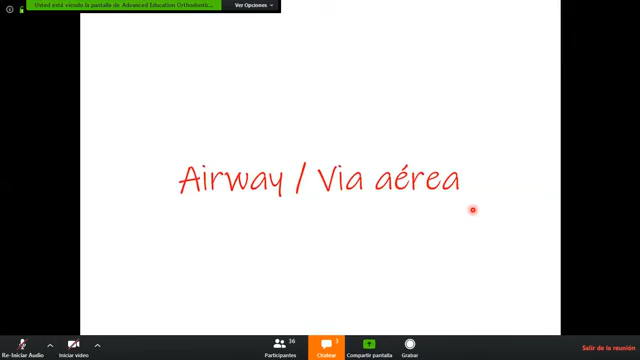 Usted está viendo la pantalla de Advanced Education Orthodontic... Ver Opciones
Airway / Via aérea
36 3
Re-Iniciar Audio Iniciar video Participantes Chatear Compartir pantalla Grabar Salir de la reunión